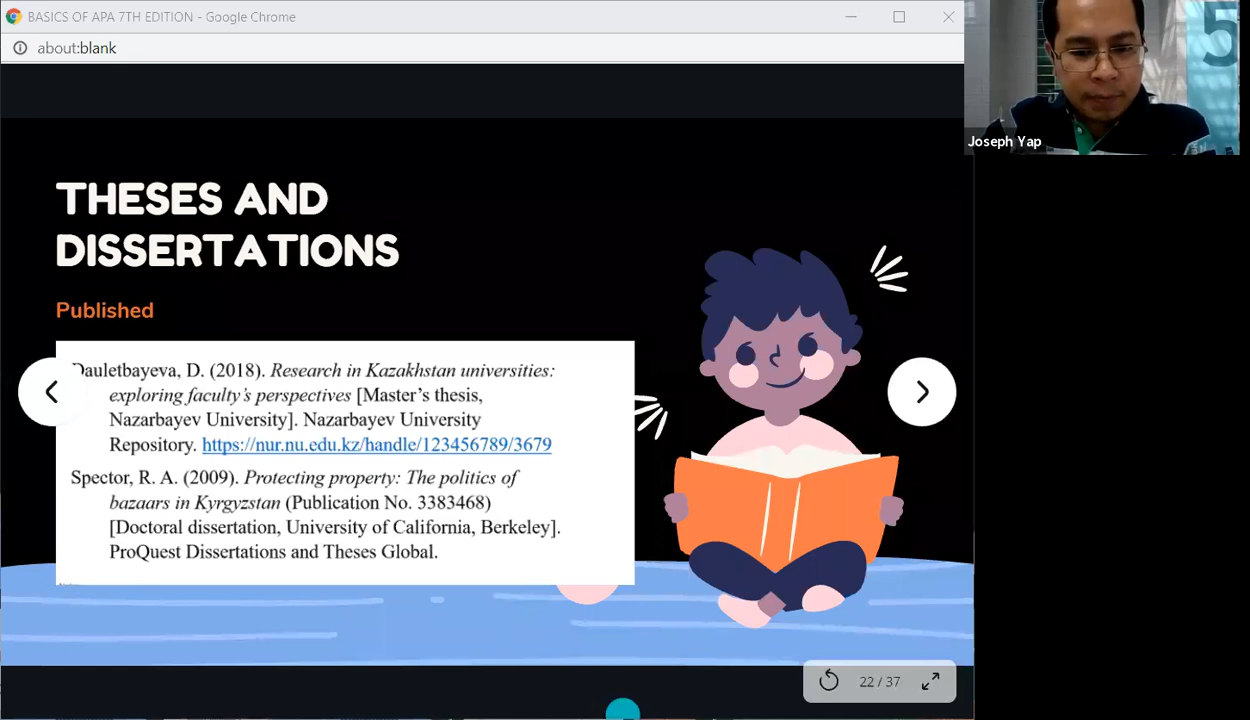 BASICS OF APA 7TH EDITION - Google Chrome
about:blank
5
Joseph Yap
THESES AND
DISSERTATIONS
Published
Dauletbayeva, D. (2018). Research in Kazakhstan universities:
exploring faculty's perspectives [Master's thesis,
Nazarbayev University]. Nazarbayev University
Repository. https://nur.nu.edu.kz/handle/123456789/3679
Spector, R. A. (2009). Protecting property: The politics of
bazaars in Kyrgyzstan (Publication No. 3383468)
[Doctoral dissertation, University of California, Berkeley].
ProQuest Dissertations and Theses Global.
22 / 37